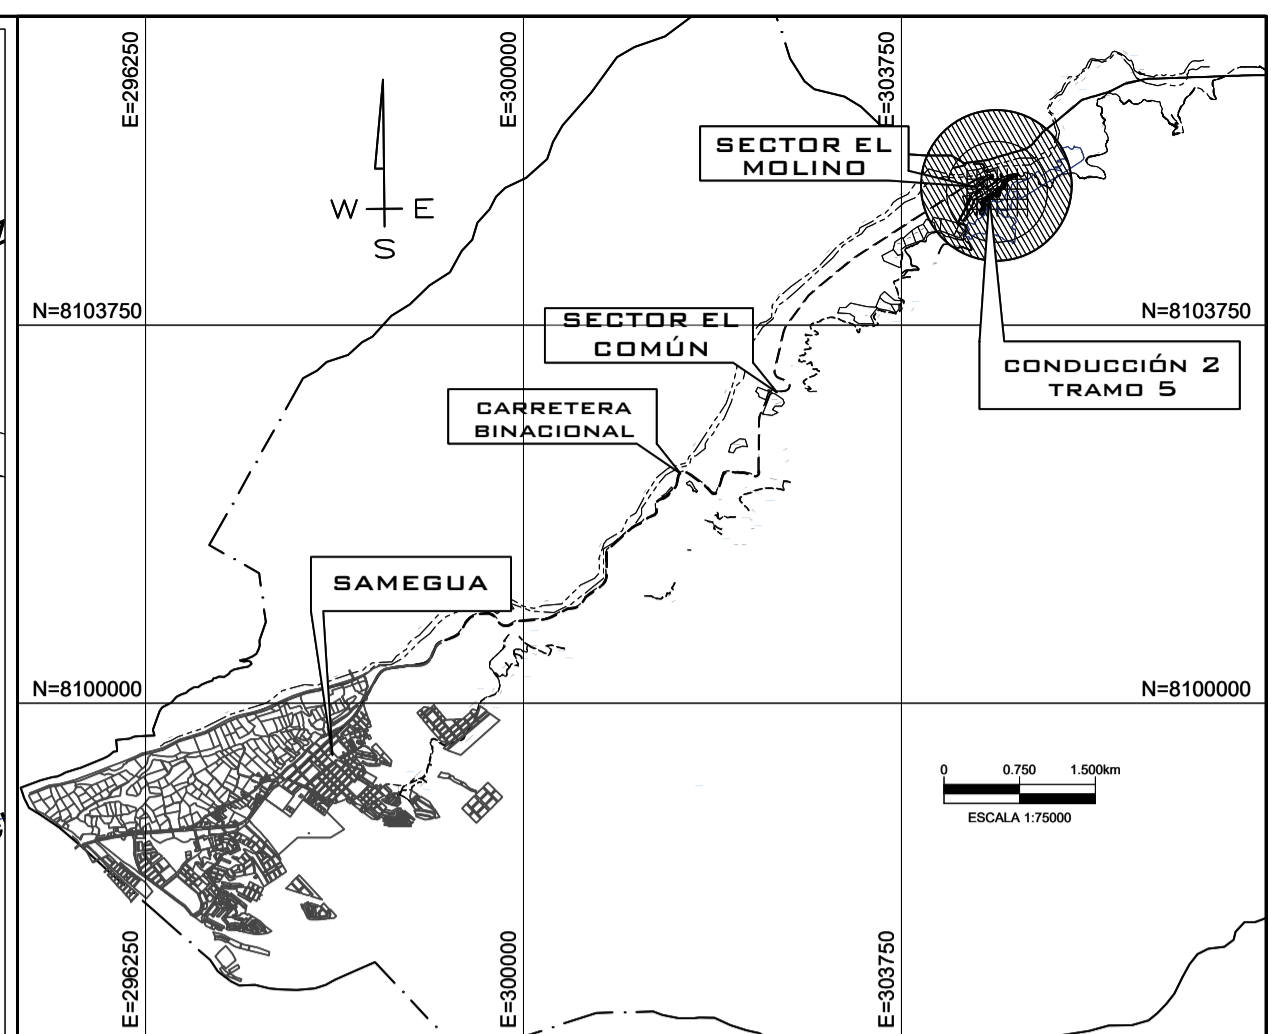 E=296250
E=300000
E=303750
SECTOR EL
MOLINO
W E
S
N=8103750
N=8103750
SECTOR EL
COMÚN
CONDUCCIÓN 2
TRAMO 5
CARRETERA
BINACIONAL
SAMEGUA
N=8100000
N=8100000
0 0.750 1.500km
ESCALA 1:75000
E=296250
E=300000
E=303750